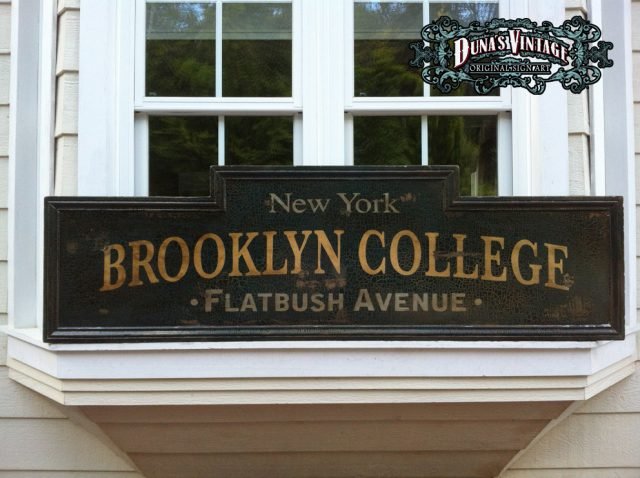 DUNA'S VINTAGE
ORIGINAL SIGN ART
New York
BROOKLYN COLLEGE
• FLATBUSH AVENUE •